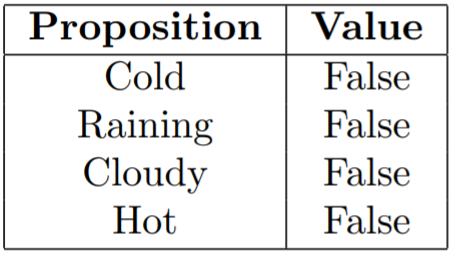 Proposition Value
Cold False
Raining False
Cloudy False
Hot False